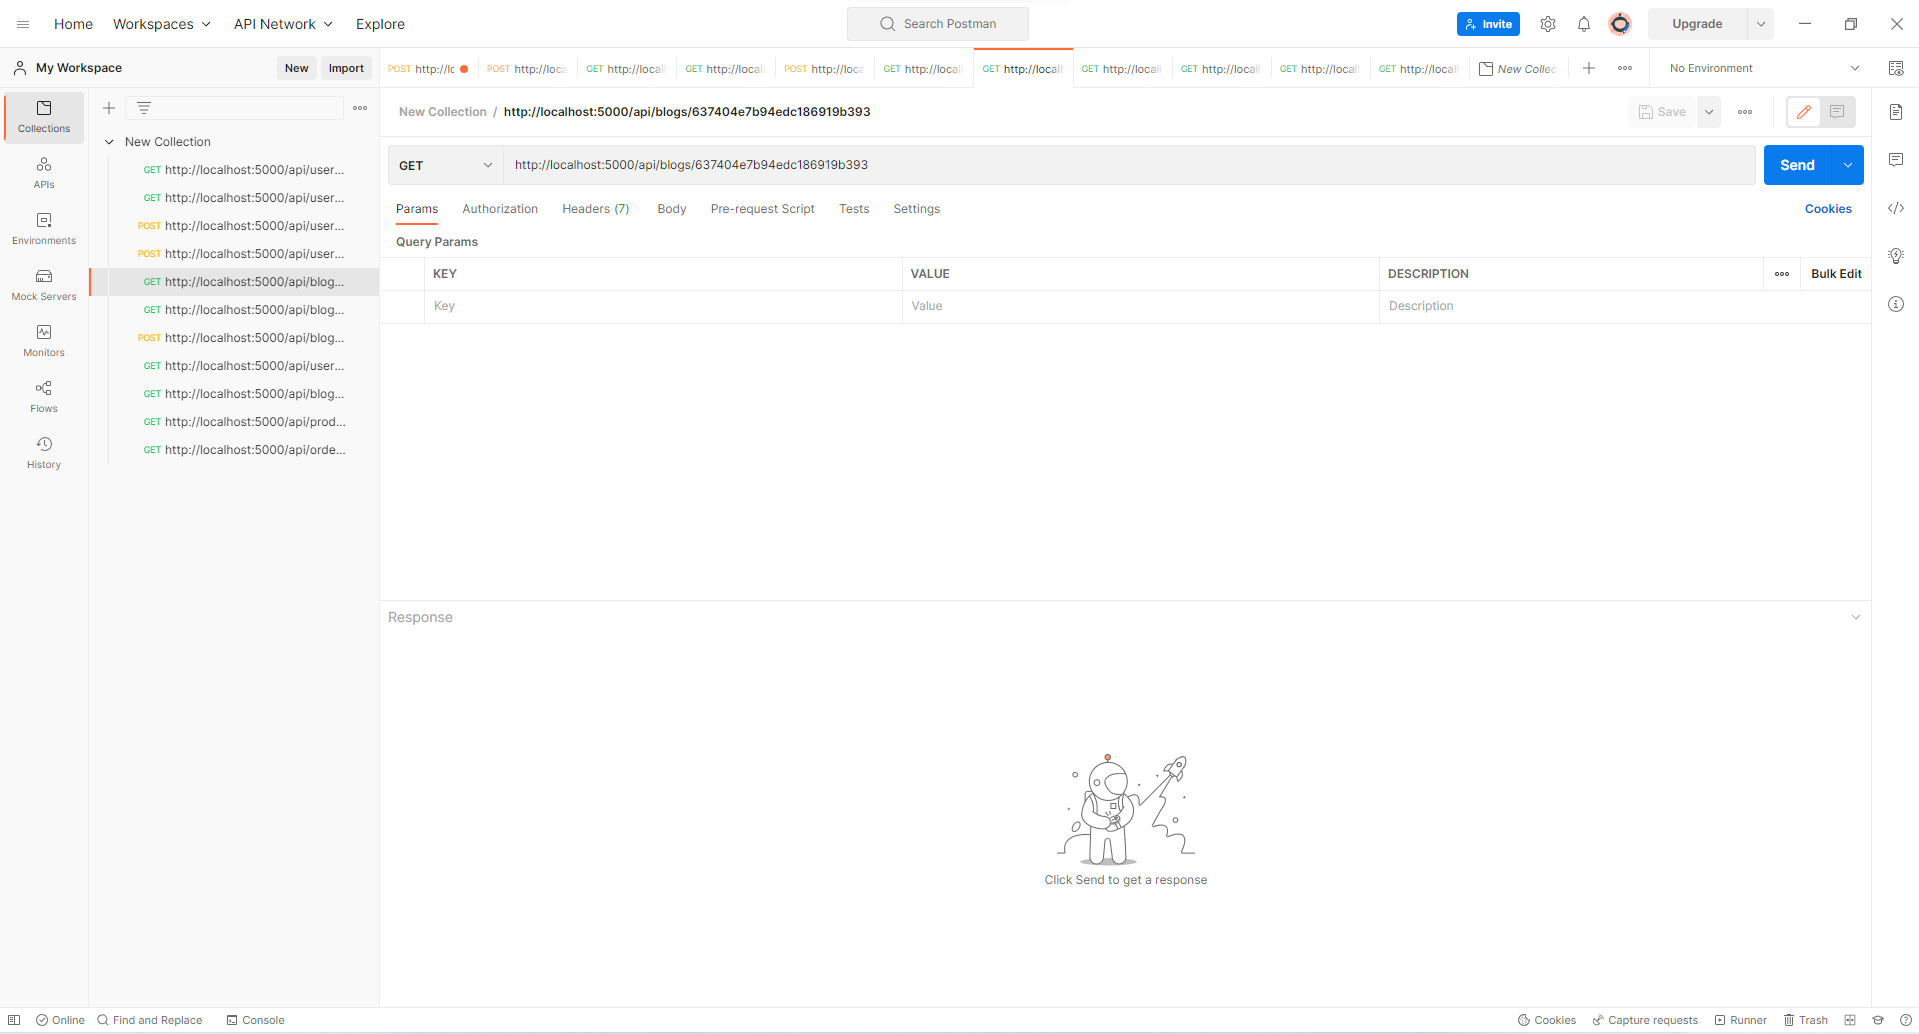 Home Workspaces API Network Explore Search Postman Invite Upgrade
My Workspace New Import POST http://lc POST http://loca GET http://local GET http://local POST http://loca GET http://local GET http://locall GET http://local GET http://local GET http://local GET http://local New Collec No Environment
Collections
APIs
Environments
Mock Servers
Monitors
Flows
History
New Collection
GET http://localhost:5000/api/user...
GET http://localhost:5000/api/user...
POST http://localhost:5000/api/user...
POST http://localhost:5000/api/user...
GET http://localhost:5000/api/blog...
GET http://localhost:5000/api/blog...
POST http://localhost:5000/api/blog...
GET http://localhost:5000/api/user...
GET http://localhost:5000/api/blog...
GET http://localhost:5000/api/prod...
GET http://localhost:5000/api/orde...
New Collection / http://localhost:5000/api/blogs/637404e7b94edc186919b393 Save
GET http://localhost:5000/api/blogs/637404e7b94edc186919b393 Send
Params Authorization Headers (7) Body Pre-request Script Tests Settings Cookies
Query Params
KEY VALUE DESCRIPTION Bulk Edit
Key Value Description
Response
Click Send to get a response
Online Find and Replace Console Cookies Capture requests Runner Trash